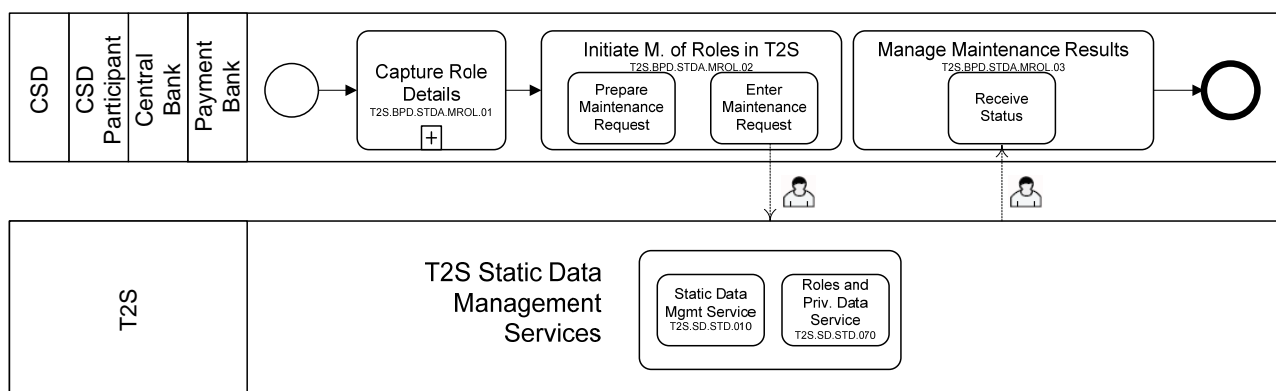 CSD
CSD
Participant
Central
Bank
Payment
Bank
Capture Role
Details
T2S.BPD.STDA.MROL.01
+
Initiate M. of Roles in T2S
T2S.BPD.STDA.MROL.02
Prepare
Maintenance
Request
Enter
Maintenance
Request
Manage Maintenance Results
T2S.BPD.STDA.MROL.03
Receive
Status
T2S
T2S Static Data
Management
Services
Static Data
Mgmt Service
T2S.SD.STD.010
Roles and
Priv. Data
Service
T2S.SD.STD.070